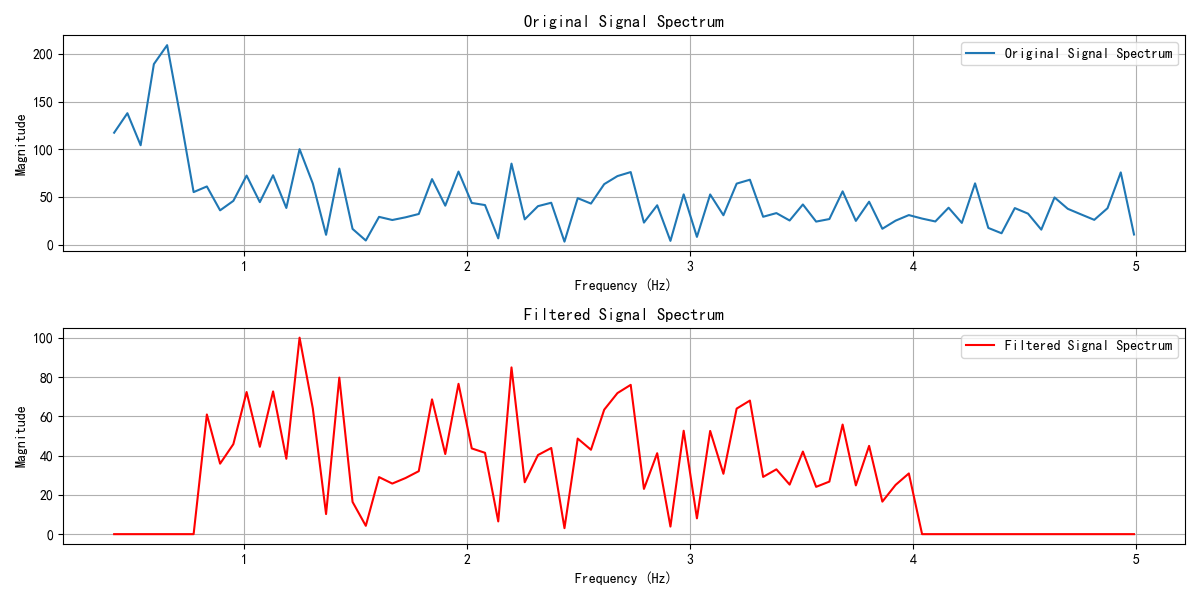 Original Signal Spectrum
Original Signal Spectrum
200
150
100
50
0
Magnitude
1 2 3 4 5
Frequency (Hz)
Filtered Signal Spectrum
Filtered Signal Spectrum
100
80
60
40
20
0
Magnitude
1 2 3 4 5
Frequency (Hz)